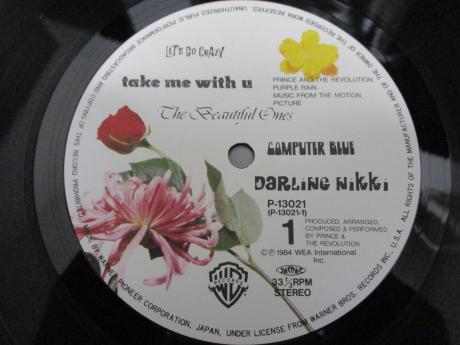 LET'S GO CRAZY
take me with u
The Beautiful Ones
COMPUTER BLUE
DARLING NIKKI
PRINCE AND THE REVOLUTION
PURPLE RAIN
MUSIC FROM THE MOTION
PICTURE
P-13021
(P-13021-1)
1
PRODUCED, ARRANGED,
COMPOSED & PERFORMED
BY PRINCE &
THE REVOLUTION
©℗ 1984 WEA International
Inc.
JASRAC
33⅓RPM
STEREO
WB
RECORDS
ALL RIGHTS OF THE MANUFACTURER AND OF THE OWNER OF THE RECORDED WORK RESERVED. UNAUTHORIZED PUBLIC PERFORMANCE, BROADCASTING AND COPYING OF THIS RECORD PROHIBITED. MADE BY WARNER-PIONEER CORPORATION, JAPAN, UNDER LICENSE FROM WARNER BROS. RECORDS INC., U.S.A.